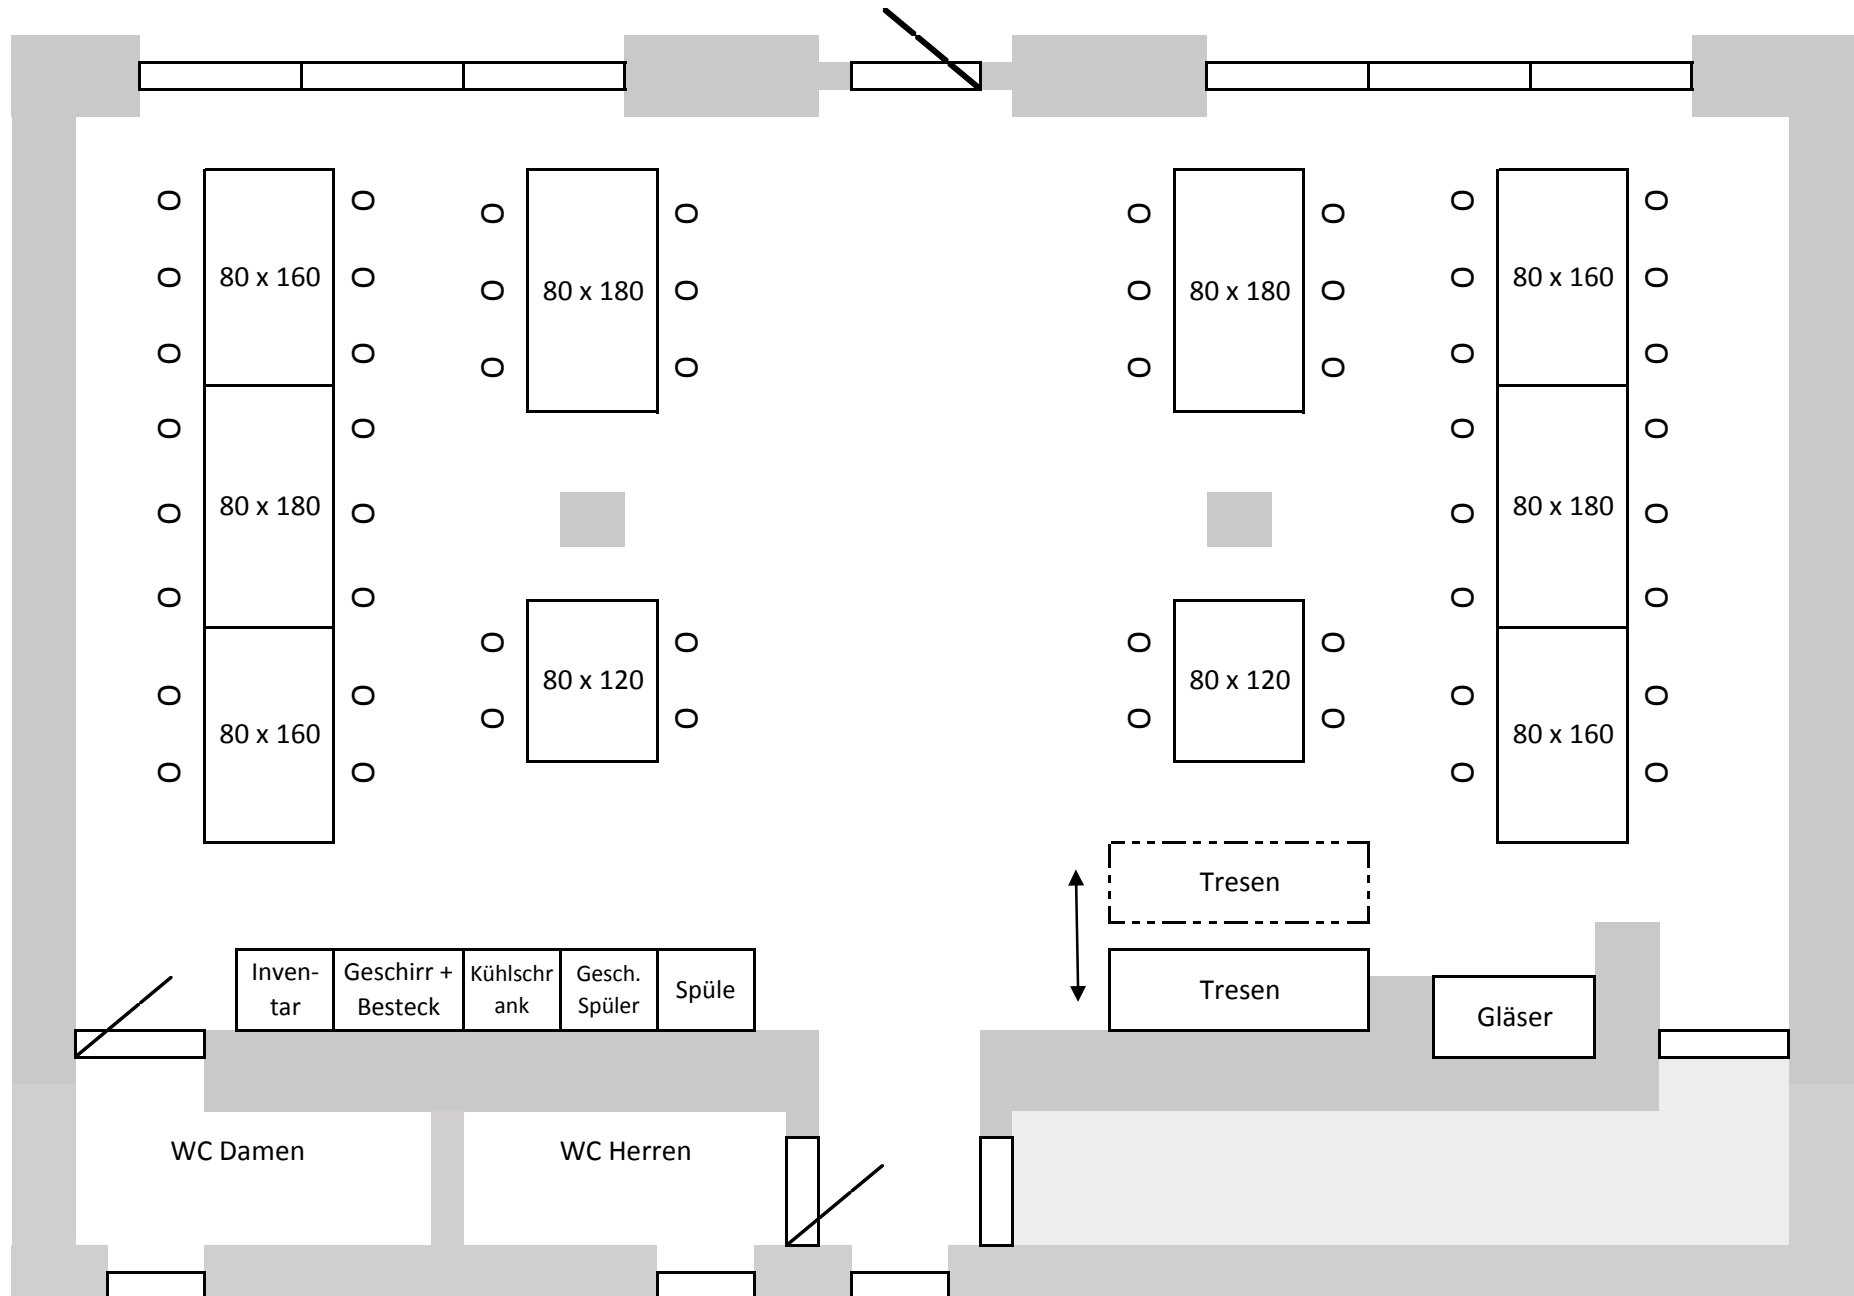 80 x 160
80 x 180
80 x 180
80 x 160
80 x 180
80 x 180
80 x 120
80 x 120
80 x 160
80 x 160
Tresen
Inven-
tar
Geschirr +
Besteck
Kühlschr
ank
Gesch.
Spüler
Spüle
Tresen
Gläser
WC Damen
WC Herren